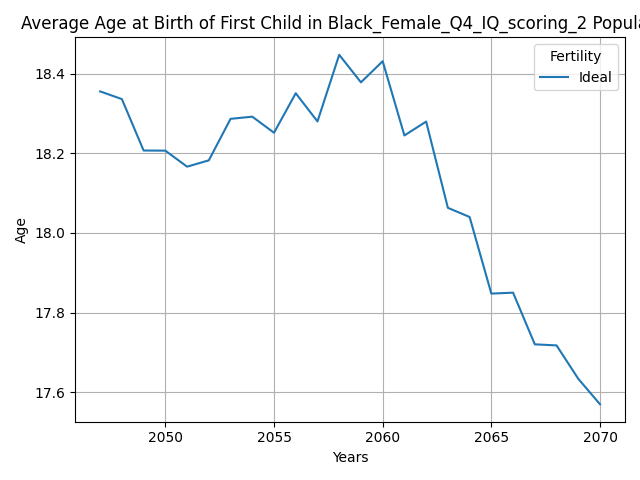 Average Age at Birth of First Child in Black_Female_Q4_IQ_scoring_2
Fertility
Ideal
Age
18.4
18.2
18.0
17.8
17.6
2050 2055 2060 2065 2070
Years